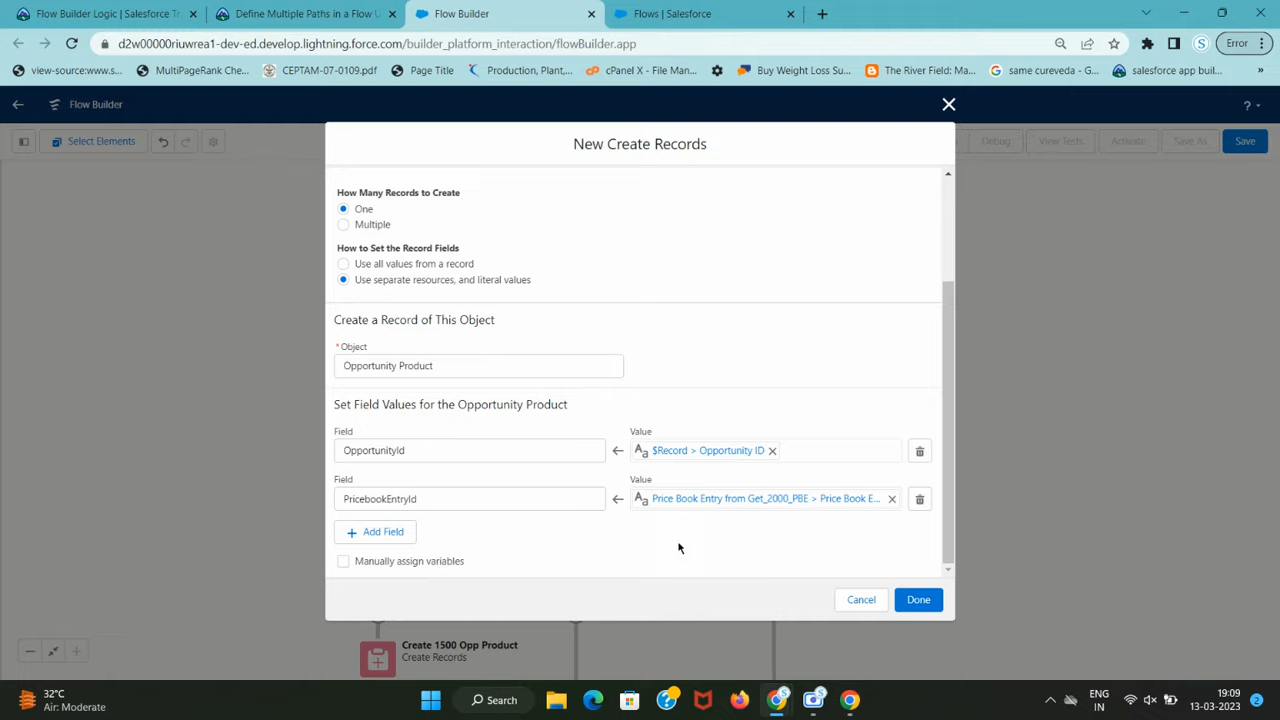 Flow Builder Logic | Salesforce Tr
Define Multiple Paths in a Flow U
Flow Builder
Flows | Salesforce
d2w00000riuwrea1-dev-ed.develop.lightning.force.com/builder_platform_interaction/flowBuilder.app
Error
view-source:www.s...
MultiPageRank Che...
CEPTAM-07-0109.pdf
Page Title
Production, Plant,...
cPanel X - File Man...
Buy Weight Loss Su...
The River Field: Ma...
same cureveda - G...
salesforce app buil...
»
Flow Builder
?
Select Elements
Debug
View Tests
Activate
Save As
Save
New Create Records
How Many Records to Create
One
Multiple
How to Set the Record Fields
Use all values from a record
Use separate resources, and literal values
Create a Record of This Object
*Object
Opportunity Product
Set Field Values for the Opportunity Product
Field
Value
OpportunityId
Aa $Record > Opportunity ID
Field
Value
PricebookEntryId
Aa Price Book Entry from Get_2000_PBE > Price Book E...
+ Add Field
Manually assign variables
Cancel
Done
Create 1500 Opp Product
Create Records
32°C
Air: Moderate
Search
ENG
IN
19:09
13-03-2023
2